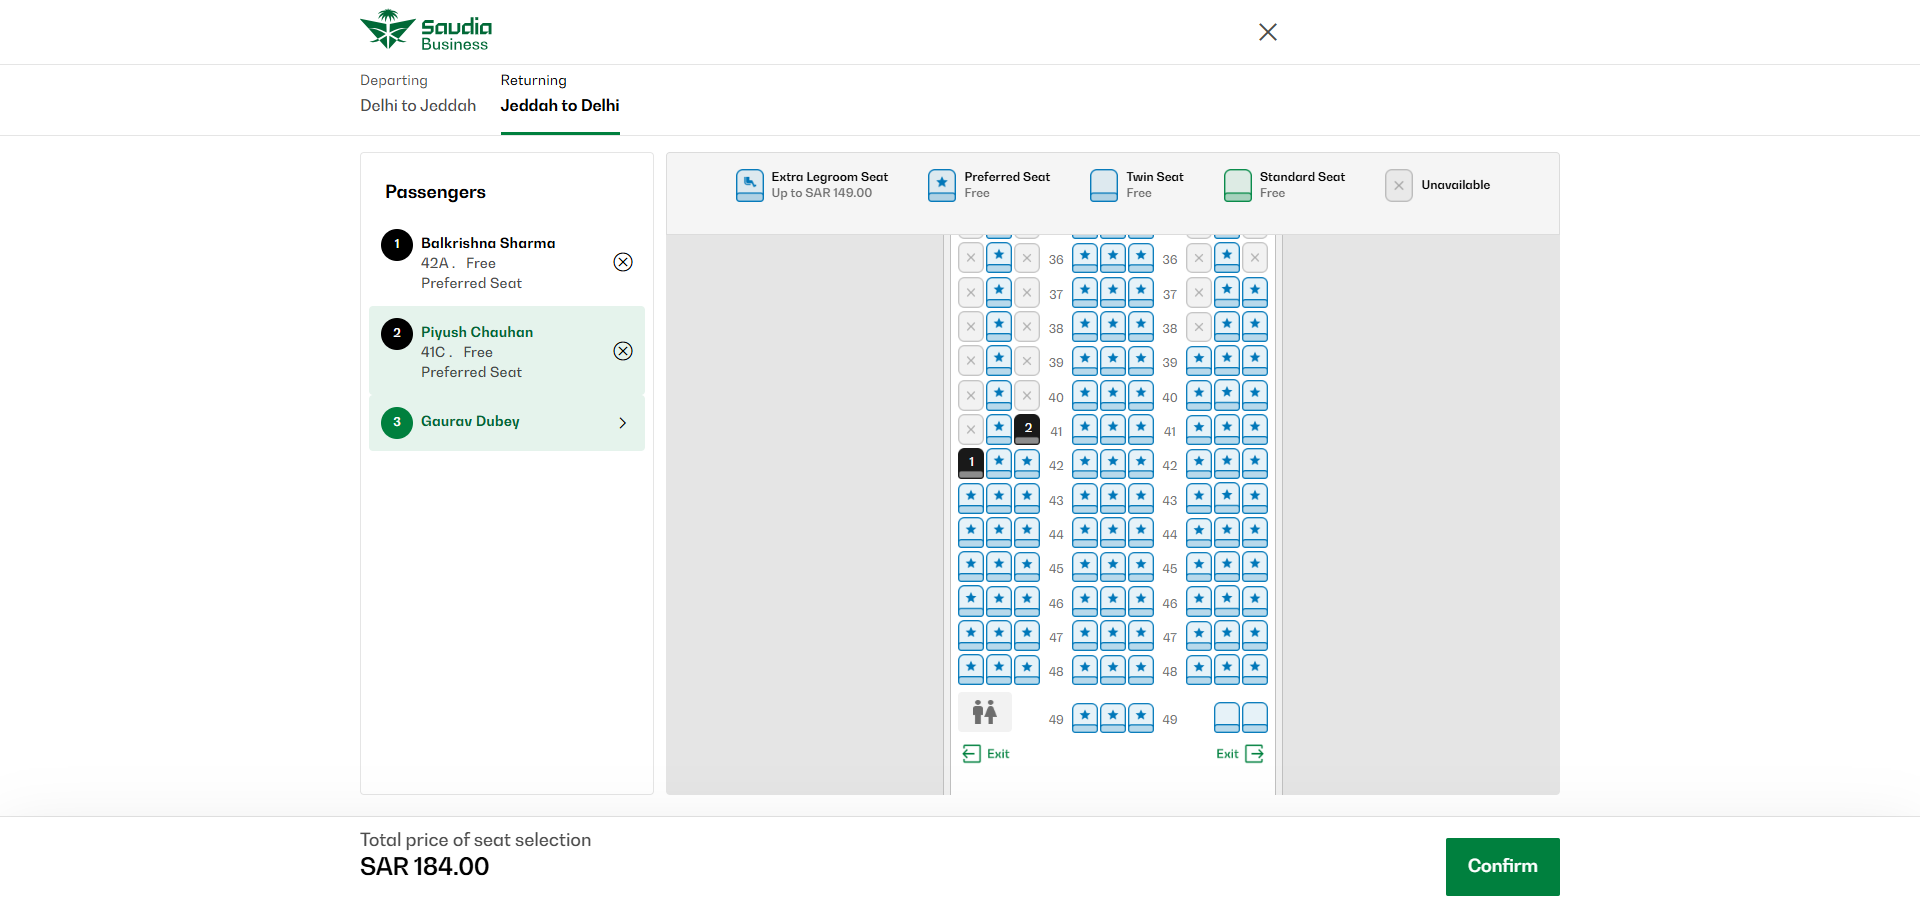 Saudia
Business
Departing
Delhi to Jeddah
Returning
Jeddah to Delhi
Passengers
1
Balkrishna Sharma
42A . Free
Preferred Seat
2
Piyush Chauhan
41C . Free
Preferred Seat
3
Gaurav Dubey
Extra Legroom Seat
Up to SAR 149.00
Preferred Seat
Free
Twin Seat
Free
Standard Seat
Free
Unavailable
36 36
37 37
38 38
39 39
40 40
2 41 41
1 42 42
43 43
44 44
45 45
46 46
47 47
48 48
49 49
Exit Exit
Total price of seat selection
SAR 184.00
Confirm